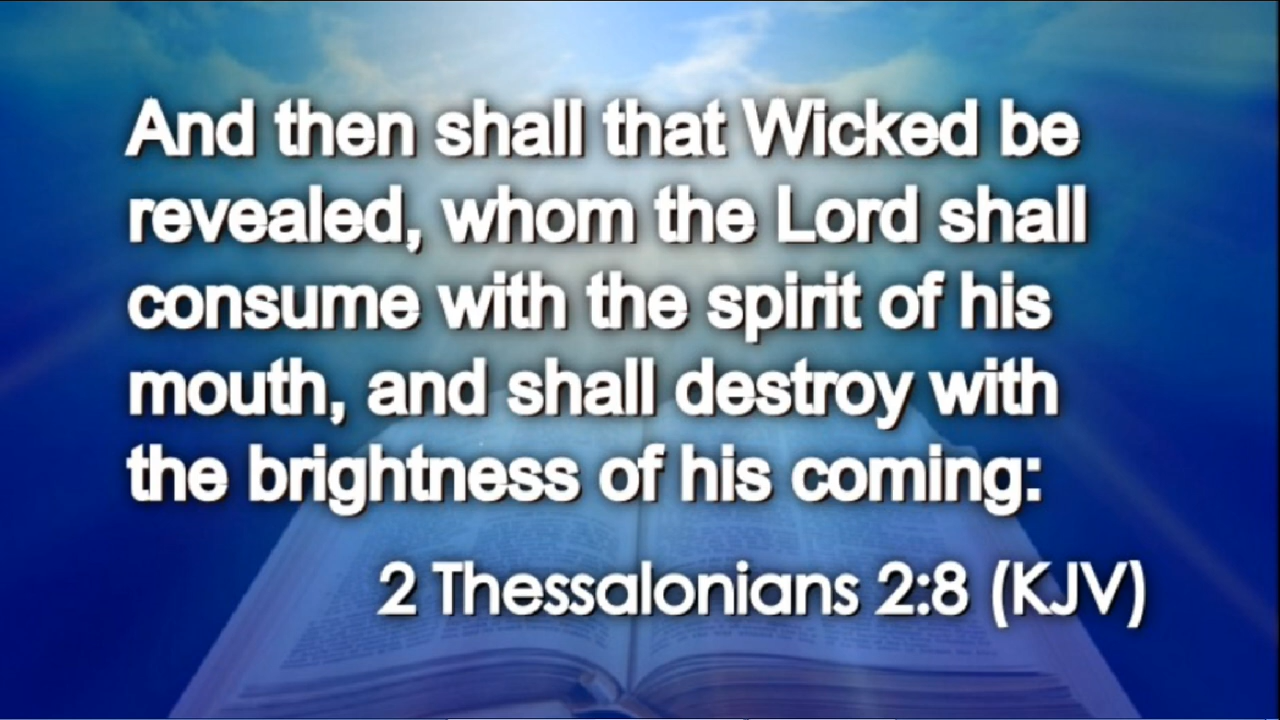 And then shall that Wicked be
revealed, whom the Lord shall
consume with the spirit of his
mouth, and shall destroy with
the brightness of his coming:
2 Thessalonians 2:8 (KJV)